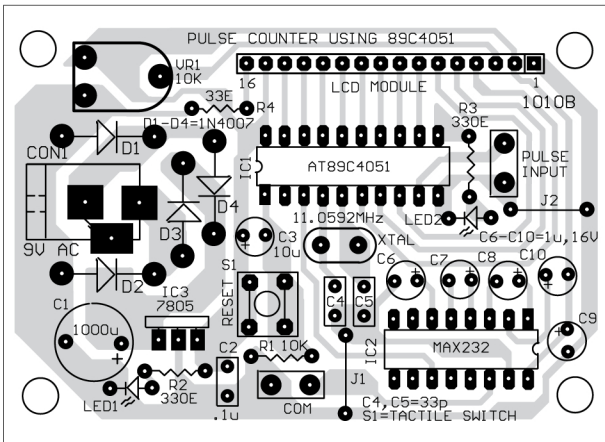 PULSE COUNTER USING 89C4051
VR1
10K
16
LCD MODULE
1
33E
R4
R3
330E
1010B
D1-D4=1N4007
CON1
D1
IC1
AT89C4051
PULSE
INPUT
D4
D3
11.0592MHz
LED2
J2
9V AC
C3
10u
XTAL
C6-C10=1u,16V
D2
S1
C6
C7
C8
C10
C1
IC3
7805
RESET
C4
C5
1000u
C9
R1 10K
IC2
MAX232
C2
R2
330E
J1
LED1
.1u
COM
C4,C5=33p
S1=TACTILE SWITCH